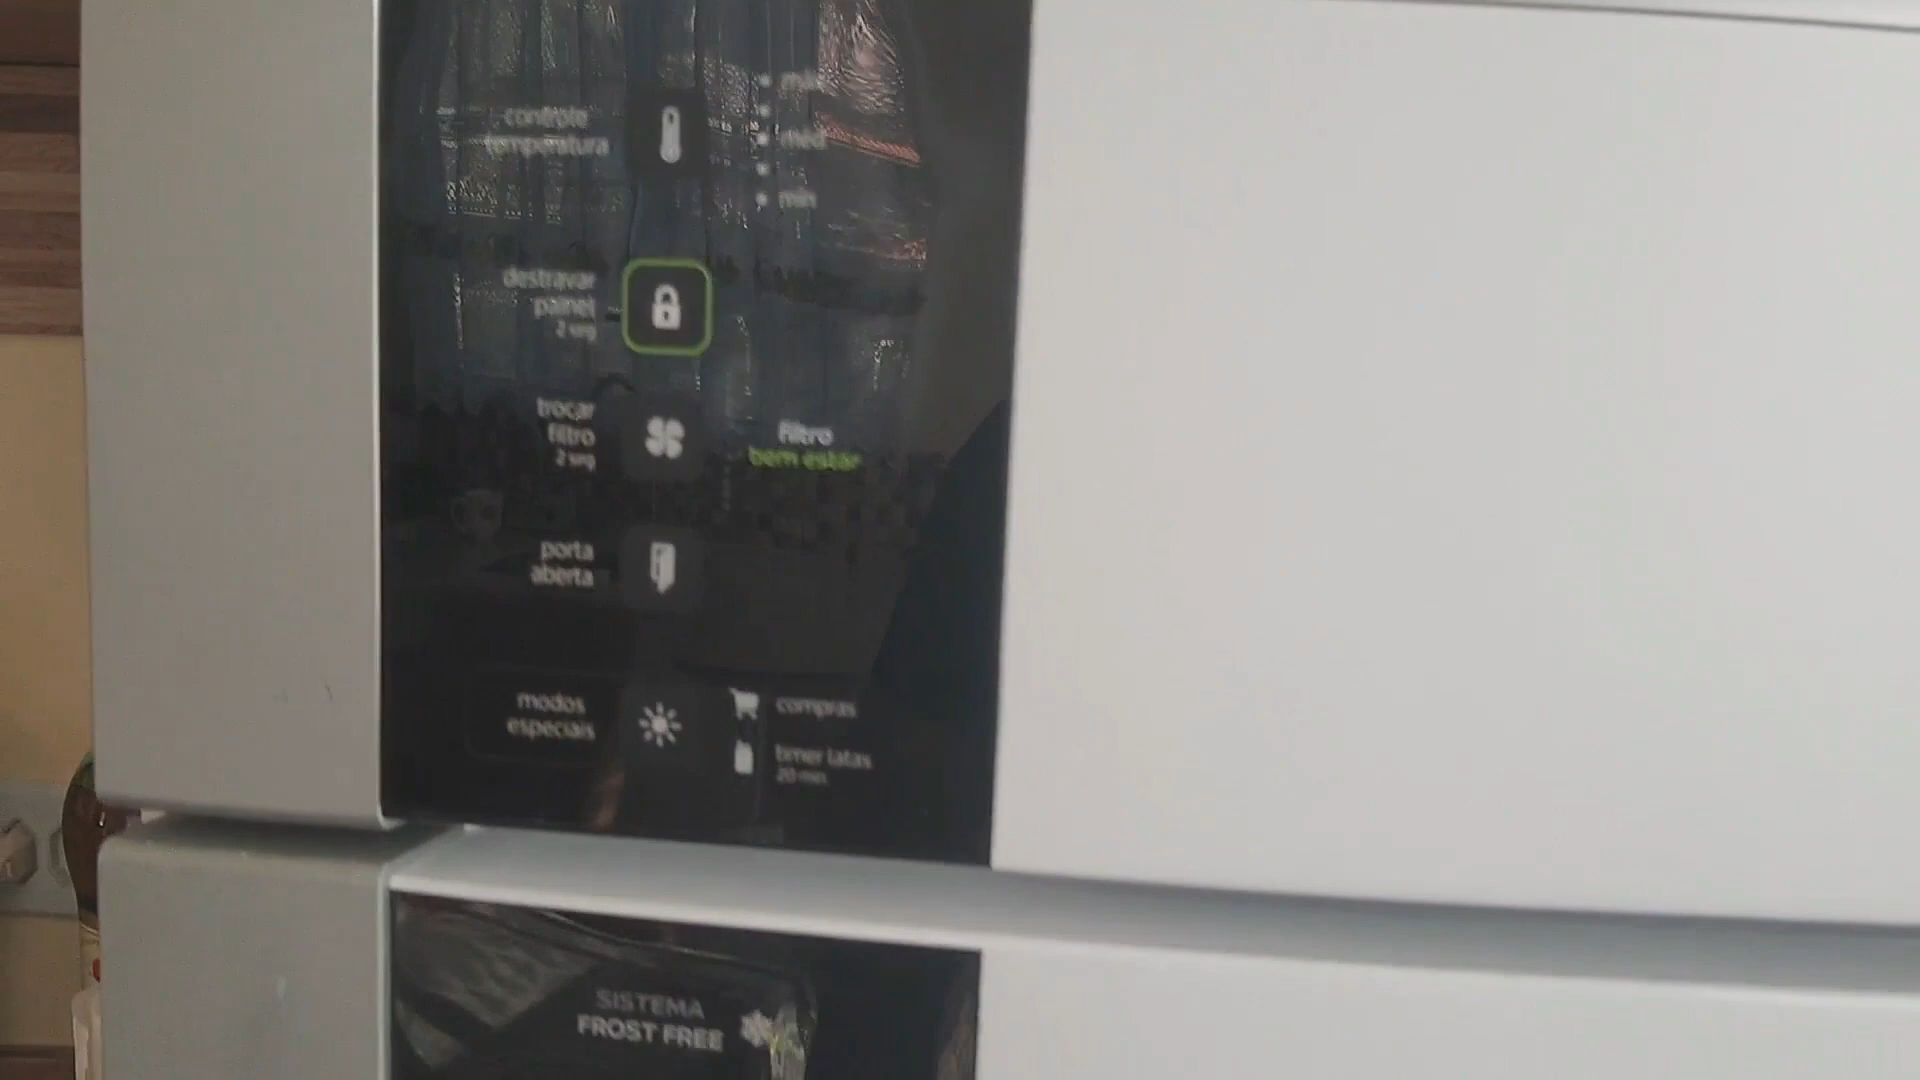 controle
temperatura
máx
méd
min
destravar
painel
2 seg
trocar
filtro
2 seg
Filtro
bem estar
porta
aberta
modos
especiais
compras
timer latas
20 min
SISTEMA
FROST FREE